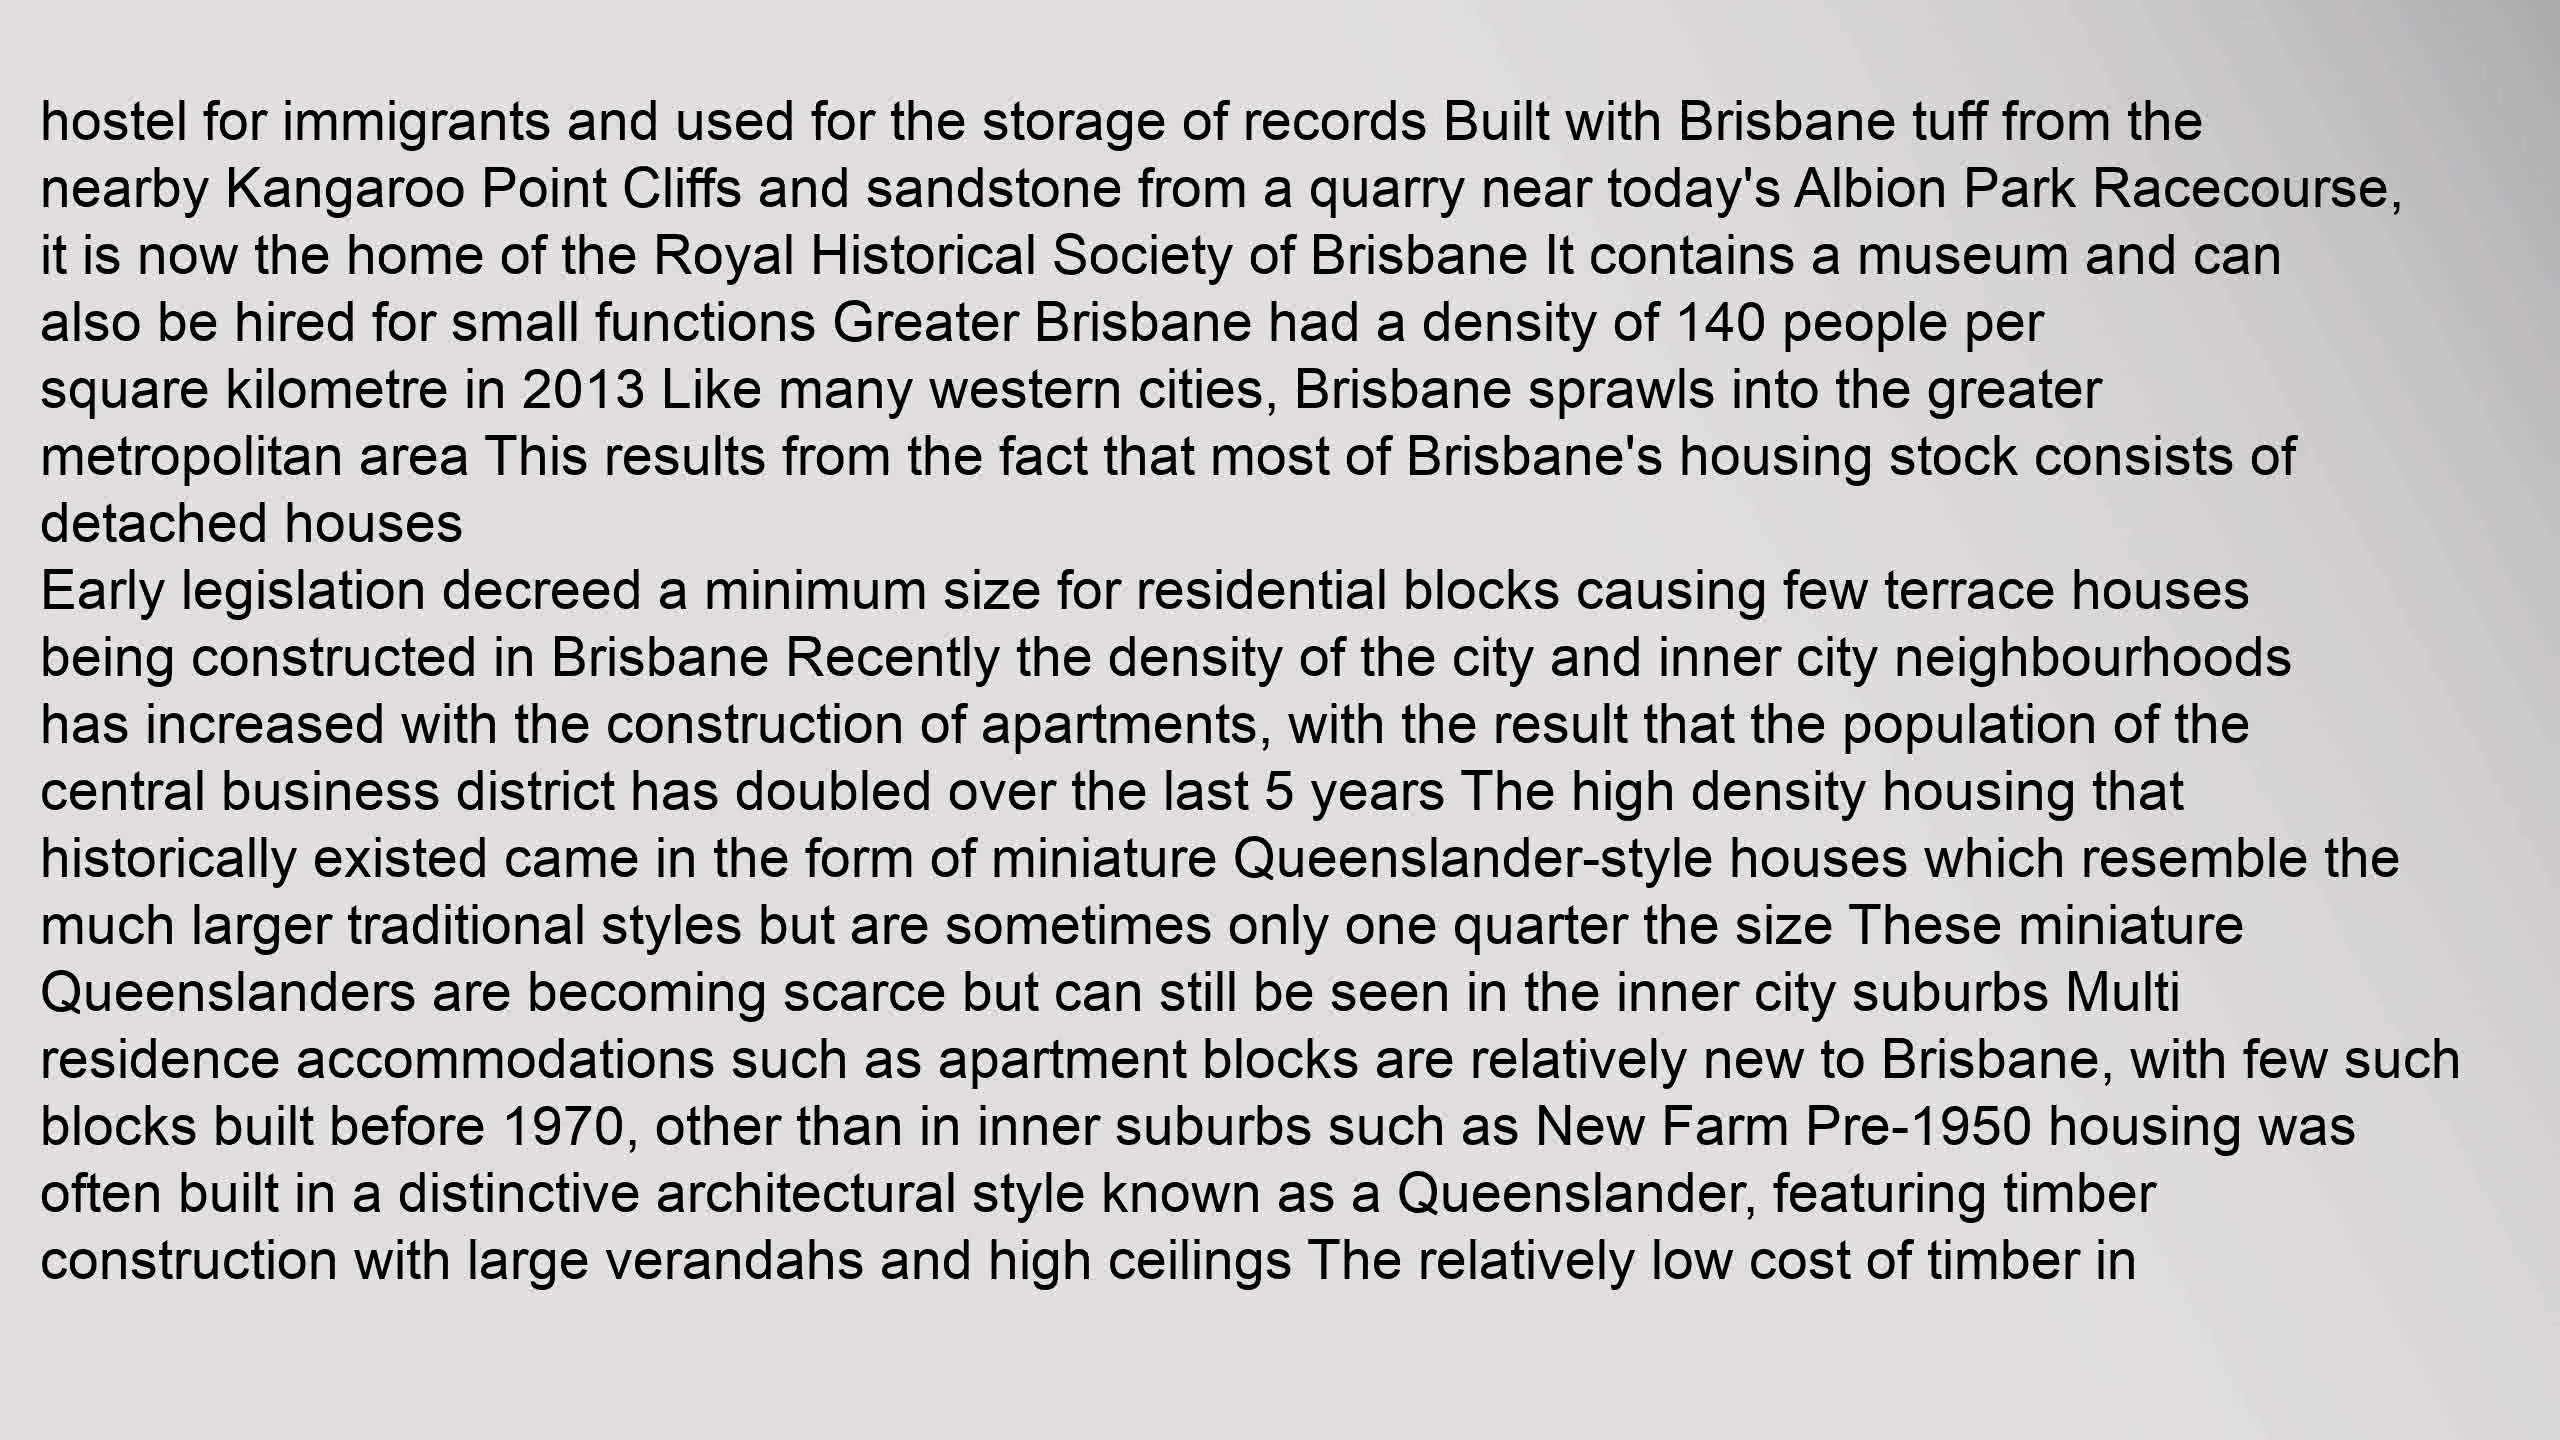 hostel for immigrants and used for the storage of records Built with Brisbane tuff from the
nearby Kangaroo Point Cliffs and sandstone from a quarry near today's Albion Park Racecourse,
it is now the home of the Royal Historical Society of Brisbane It contains a museum and can
also be hired for small functions Greater Brisbane had a density of 140 people per
square kilometre in 2013 Like many western cities, Brisbane sprawls into the greater
metropolitan area This results from the fact that most of Brisbane's housing stock consists of
detached houses
Early legislation decreed a minimum size for residential blocks causing few terrace houses
being constructed in Brisbane Recently the density of the city and inner city neighbourhoods
has increased with the construction of apartments, with the result that the population of the
central business district has doubled over the last 5 years The high density housing that
historically existed came in the form of miniature Queenslander-style houses which resemble the
much larger traditional styles but are sometimes only one quarter the size These miniature
Queenslanders are becoming scarce but can still be seen in the inner city suburbs Multi
residence accommodations such as apartment blocks are relatively new to Brisbane, with few such
blocks built before 1970, other than in inner suburbs such as New Farm Pre-1950 housing was
often built in a distinctive architectural style known as a Queenslander, featuring timber
construction with large verandahs and high ceilings The relatively low cost of timber in